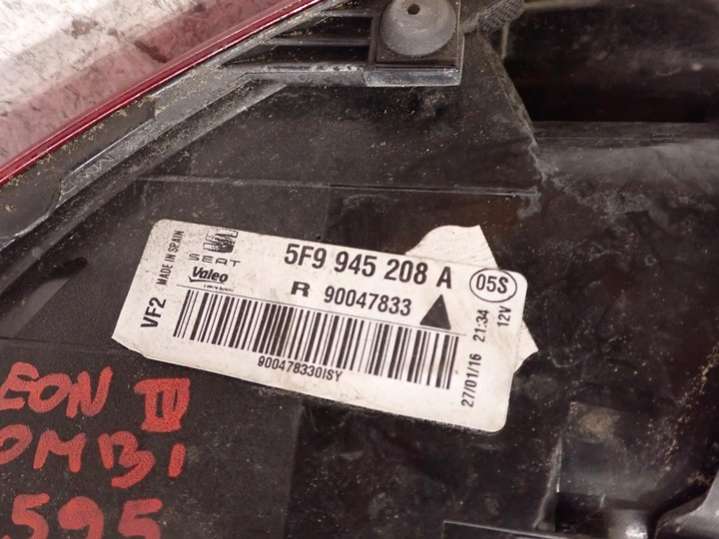 MADE IN SPAIN
VF2
SEAT
Valeo
5F9 945 208 A
05S
R 90047833
900478330ISY
27/01/16 21:34
12V
EON III
OMBI
595